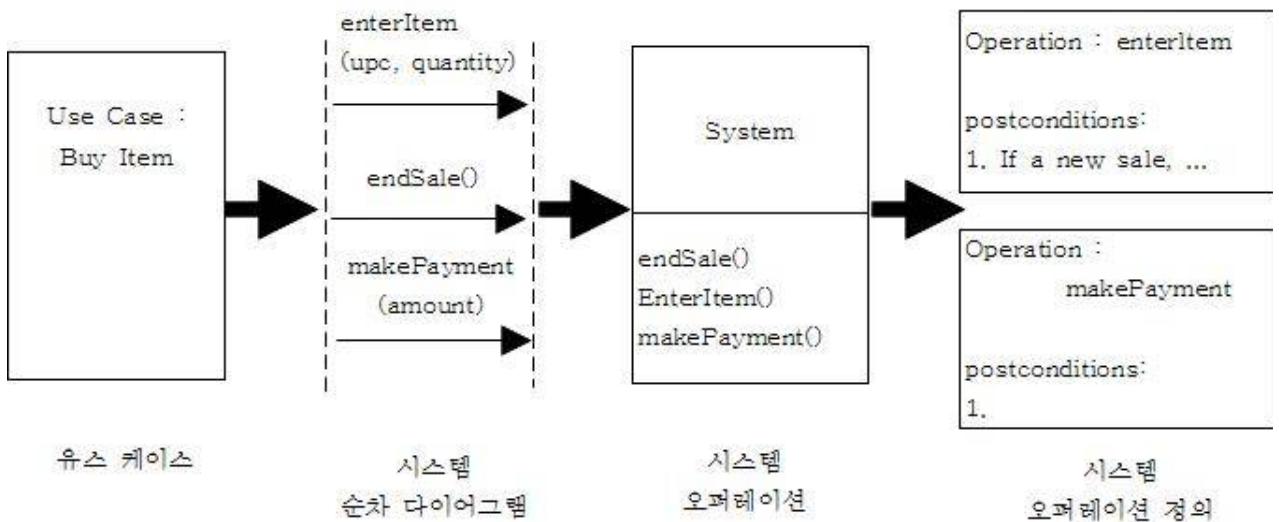 Use Case :
Buy Item
유스 케이스
enterItem
(upc, quantity)
endSale()
makePayment
(amount)
시스템
순차 다이어그램
System
endSale()
EnterItem()
makePayment()
시스템
오퍼레이션
Operation : enterItem
postconditions:
1. If a new sale, ...
Operation :
makePayment
postconditions:
1.
시스템
오퍼레이션 정의